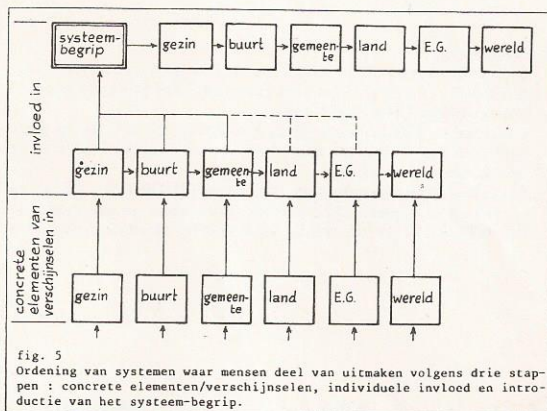 invloed in
systeem-
begrip
gezin
buurt
gemeen-
te
land
E.G.
wereld
gezin
buurt
gemeen-
te
land
E.G.
wereld
concrete
elementen van
verschijnselen in
gezin
buurt
gemeen-
te
land
E.G.
wereld
fig. 5
Ordening van systemen waar mensen deel van uitmaken volgens drie stap-
pen : concrete elementen/verschijnselen, individuele invloed en intro-
ductie van het systeem-begrip.